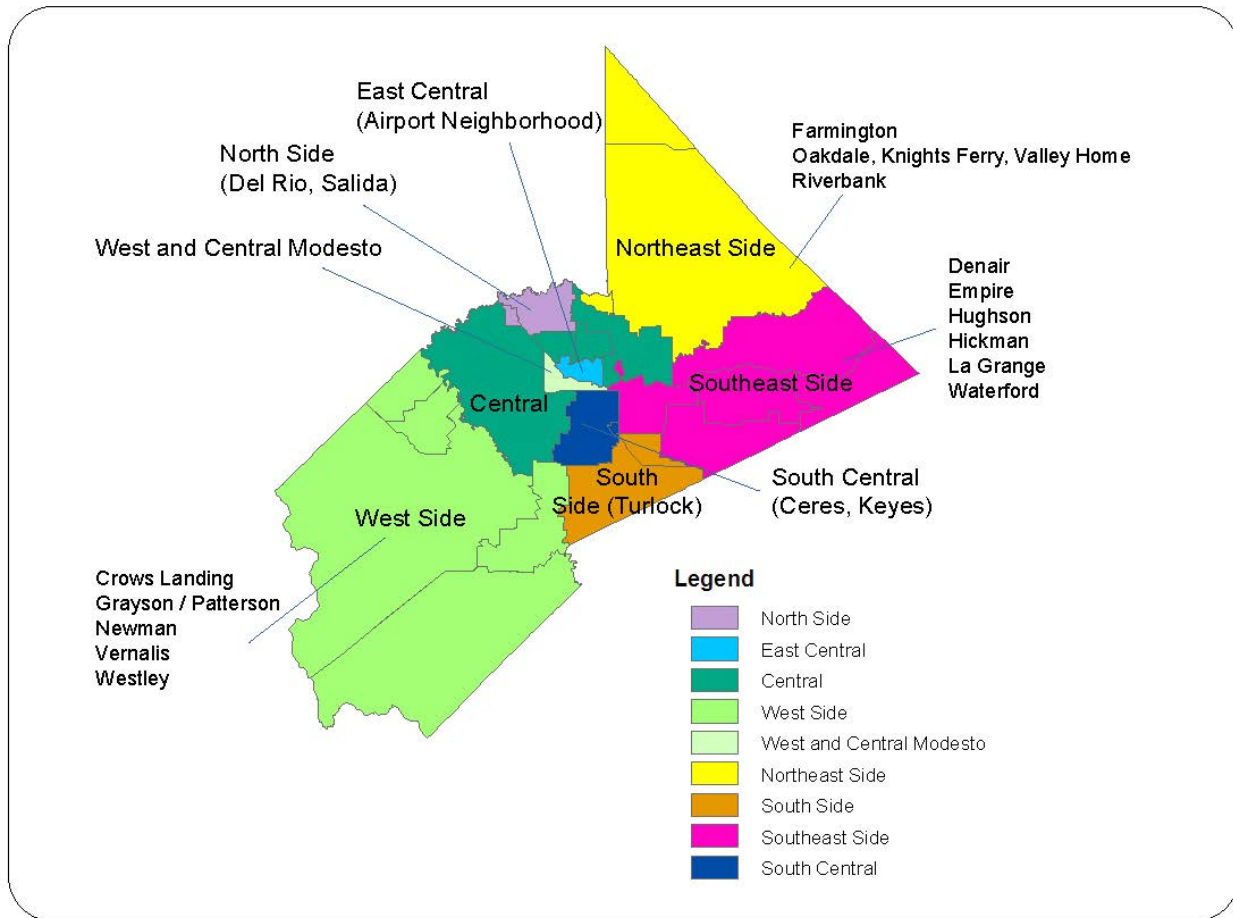 East Central
(Airport Neighborhood)
North Side
(Del Rio, Salida)
West and Central Modesto
Farmington
Oakdale, Knights Ferry, Valley Home
Riverbank
Northeast Side
Denair
Empire
Hughson
Hickman
La Grange
Waterford
Southeast Side
Central
South
Side (Turlock)
South Central
(Ceres, Keyes)
West Side
Crows Landing
Grayson / Patterson
Newman
Vernalis
Westley
Legend
North Side
East Central
Central
West Side
West and Central Modesto
Northeast Side
South Side
Southeast Side
South Central